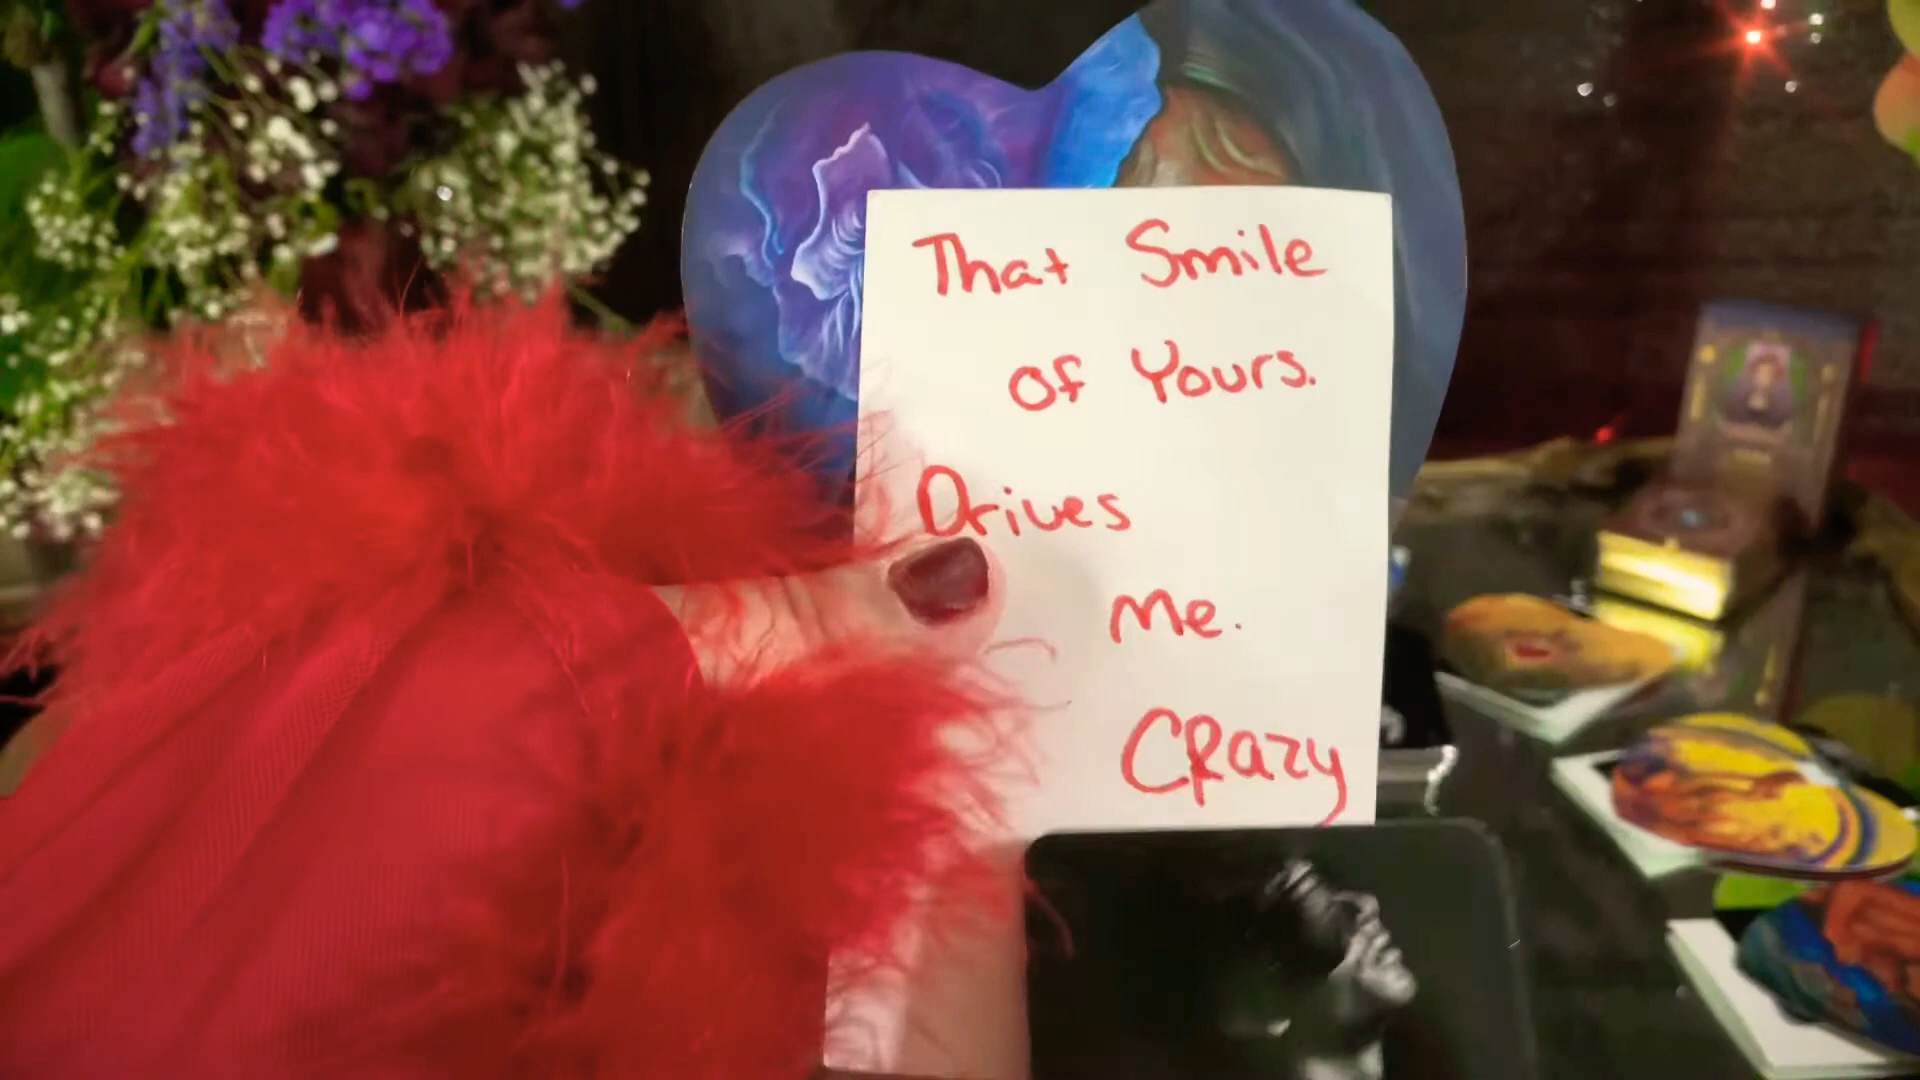 That Smile
of Yours.
Drives
Me.
CRazy